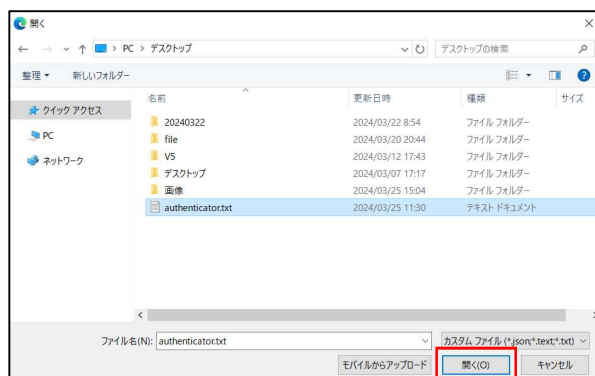 開く
PC > デスクトップ
デスクトップの検索
整理 新しいフォルダー
名前 更新日時 種類 サイズ
クイック アクセス
PC
ネットワーク
20240322 2024/03/22 8:54 ファイル フォルダー
file 2024/03/20 20:44 ファイル フォルダー
V5 2024/03/12 17:43 ファイル フォルダー
デスクトップ 2024/03/07 17:17 ファイル フォルダー
画像 2024/03/25 15:04 ファイル フォルダー
authenticator.txt 2024/03/25 11:30 テキスト ドキュメント
ファイル名(N): authenticator.txt カスタム ファイル (*.json;*.text;*.txt)
モバイルからアップロード 開く(O) キャンセル